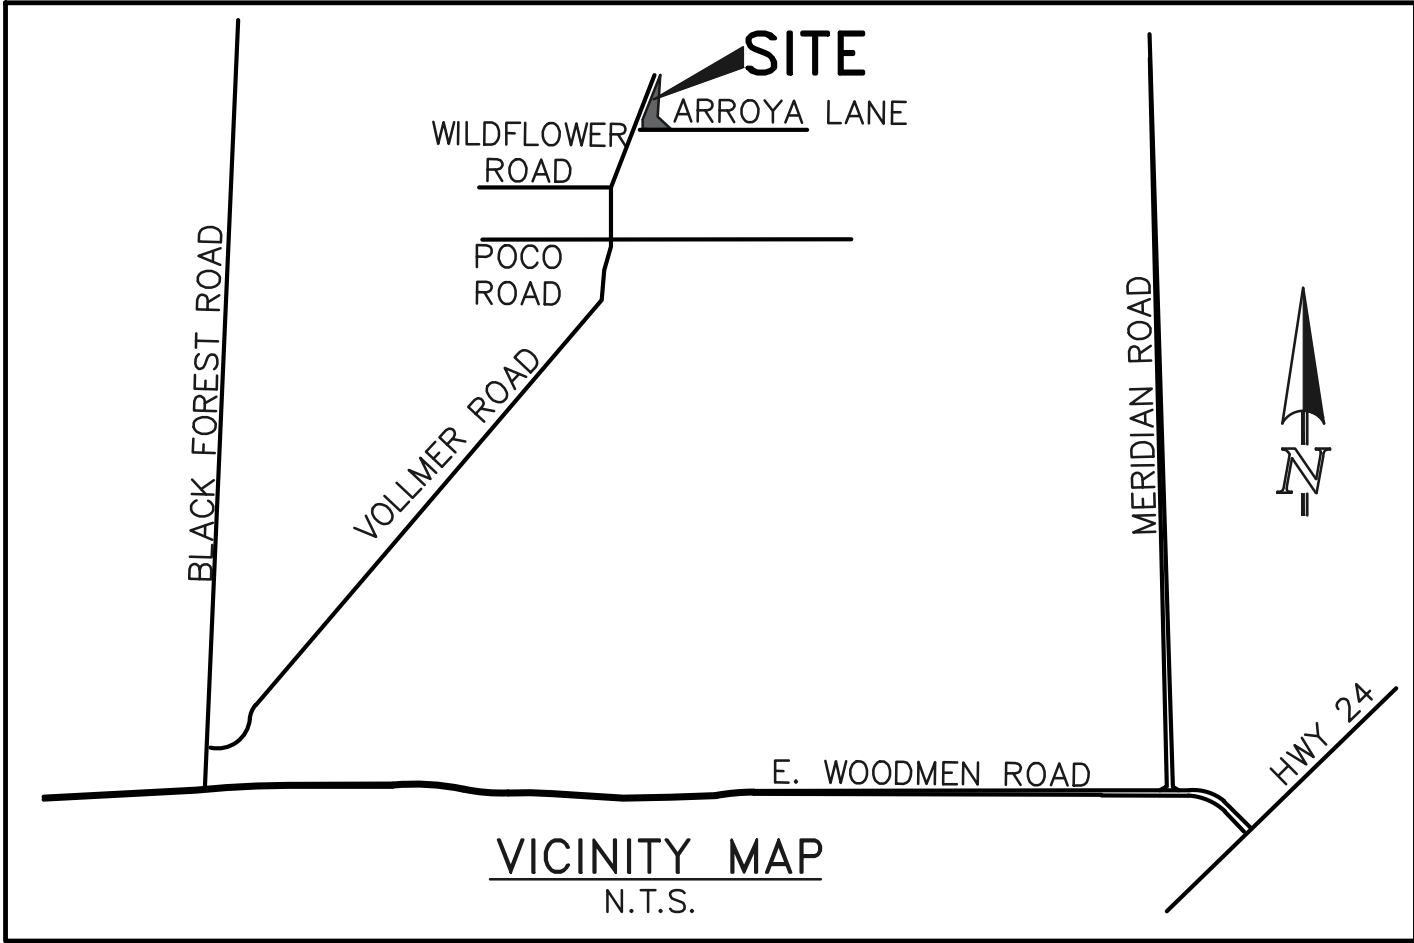 SITE
ARROYA LANE
WILDFLOWER
ROAD
POCO
ROAD
BLACK FOREST ROAD
VOLLMER ROAD
MERIDIAN ROAD
N
HWY 24
E. WOODMEN ROAD
VICINITY MAP
N.T.S.